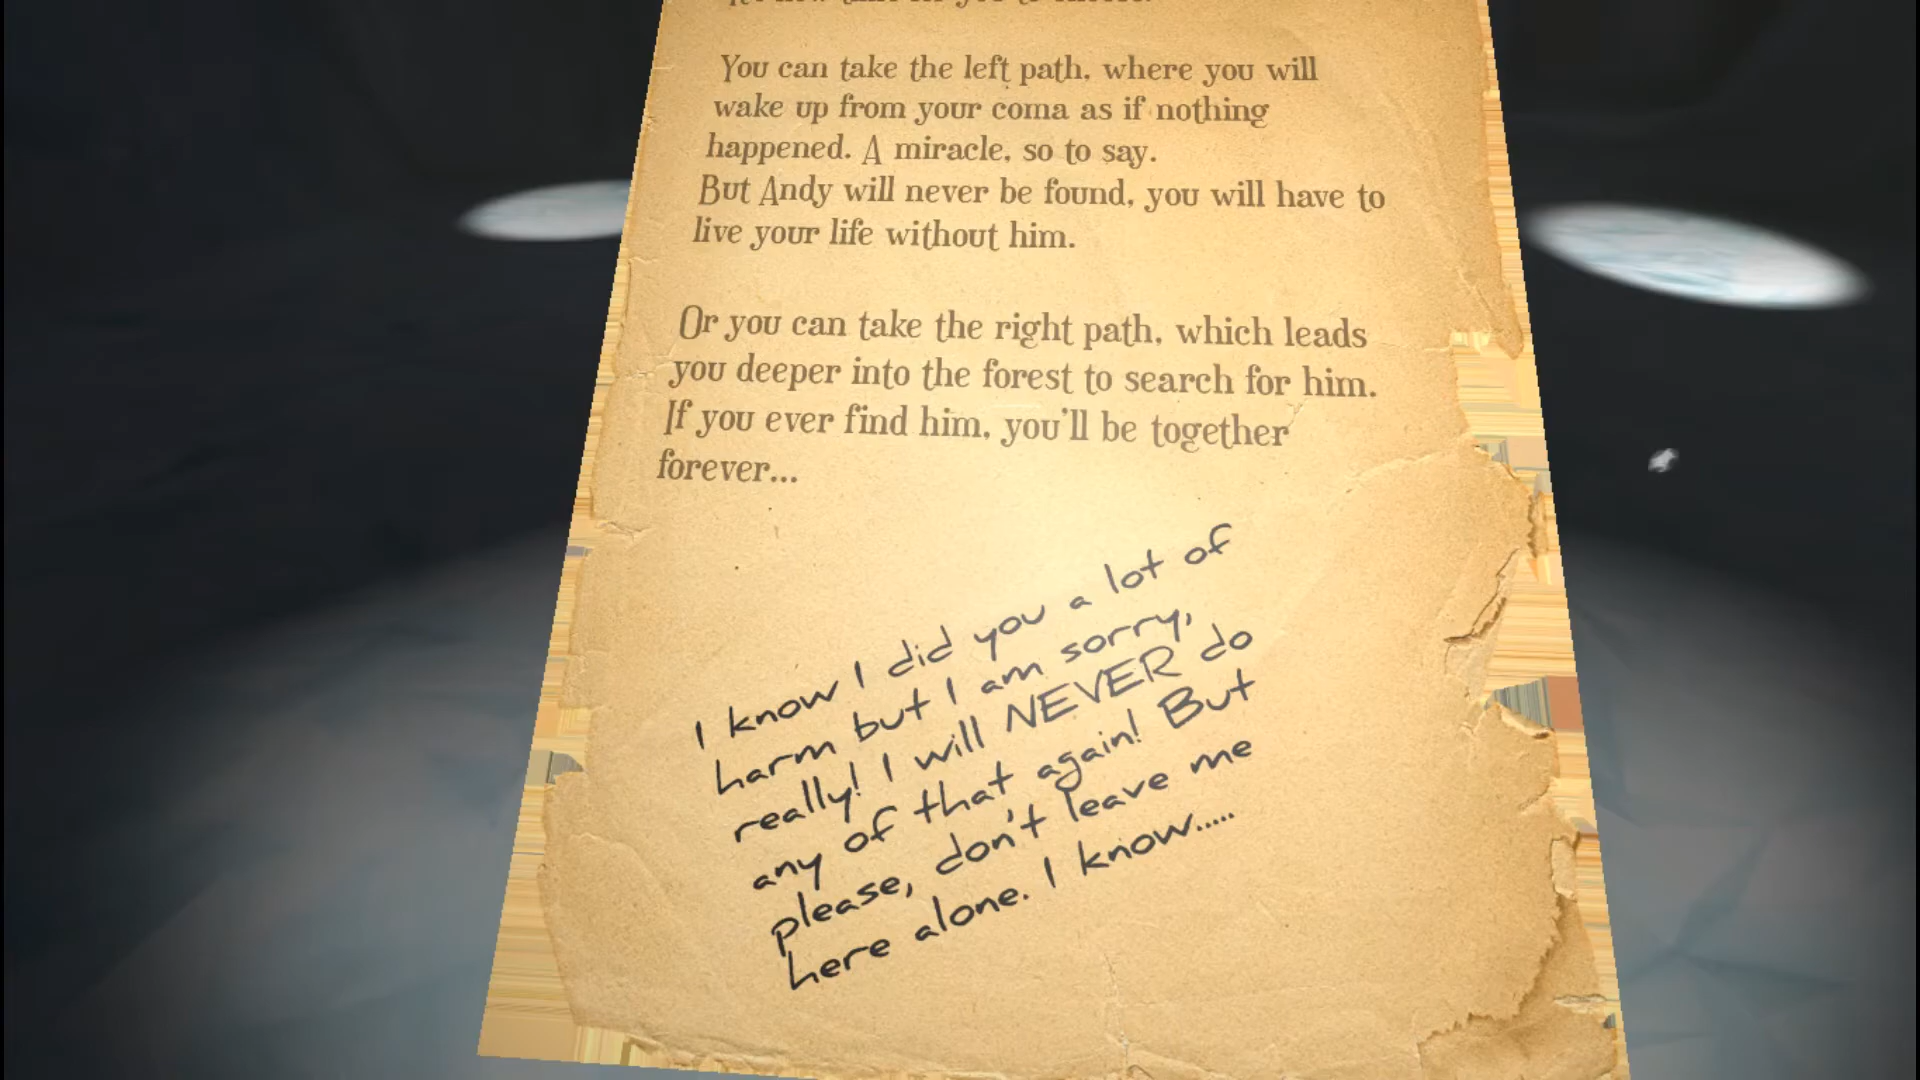 You can take the left path, where you will
wake up from your coma as if nothing
happened. A miracle, so to say.
But Andy will never be found, you will have to
live your life without him.
Or you can take the right path, which leads
you deeper into the forest to search for him.
If you ever find him, you'll be together
forever...
I know I did you a lot of
harm but I am sorry,
really! I will NEVER do
any of that again! But
please, don't leave me
here alone. I know.....